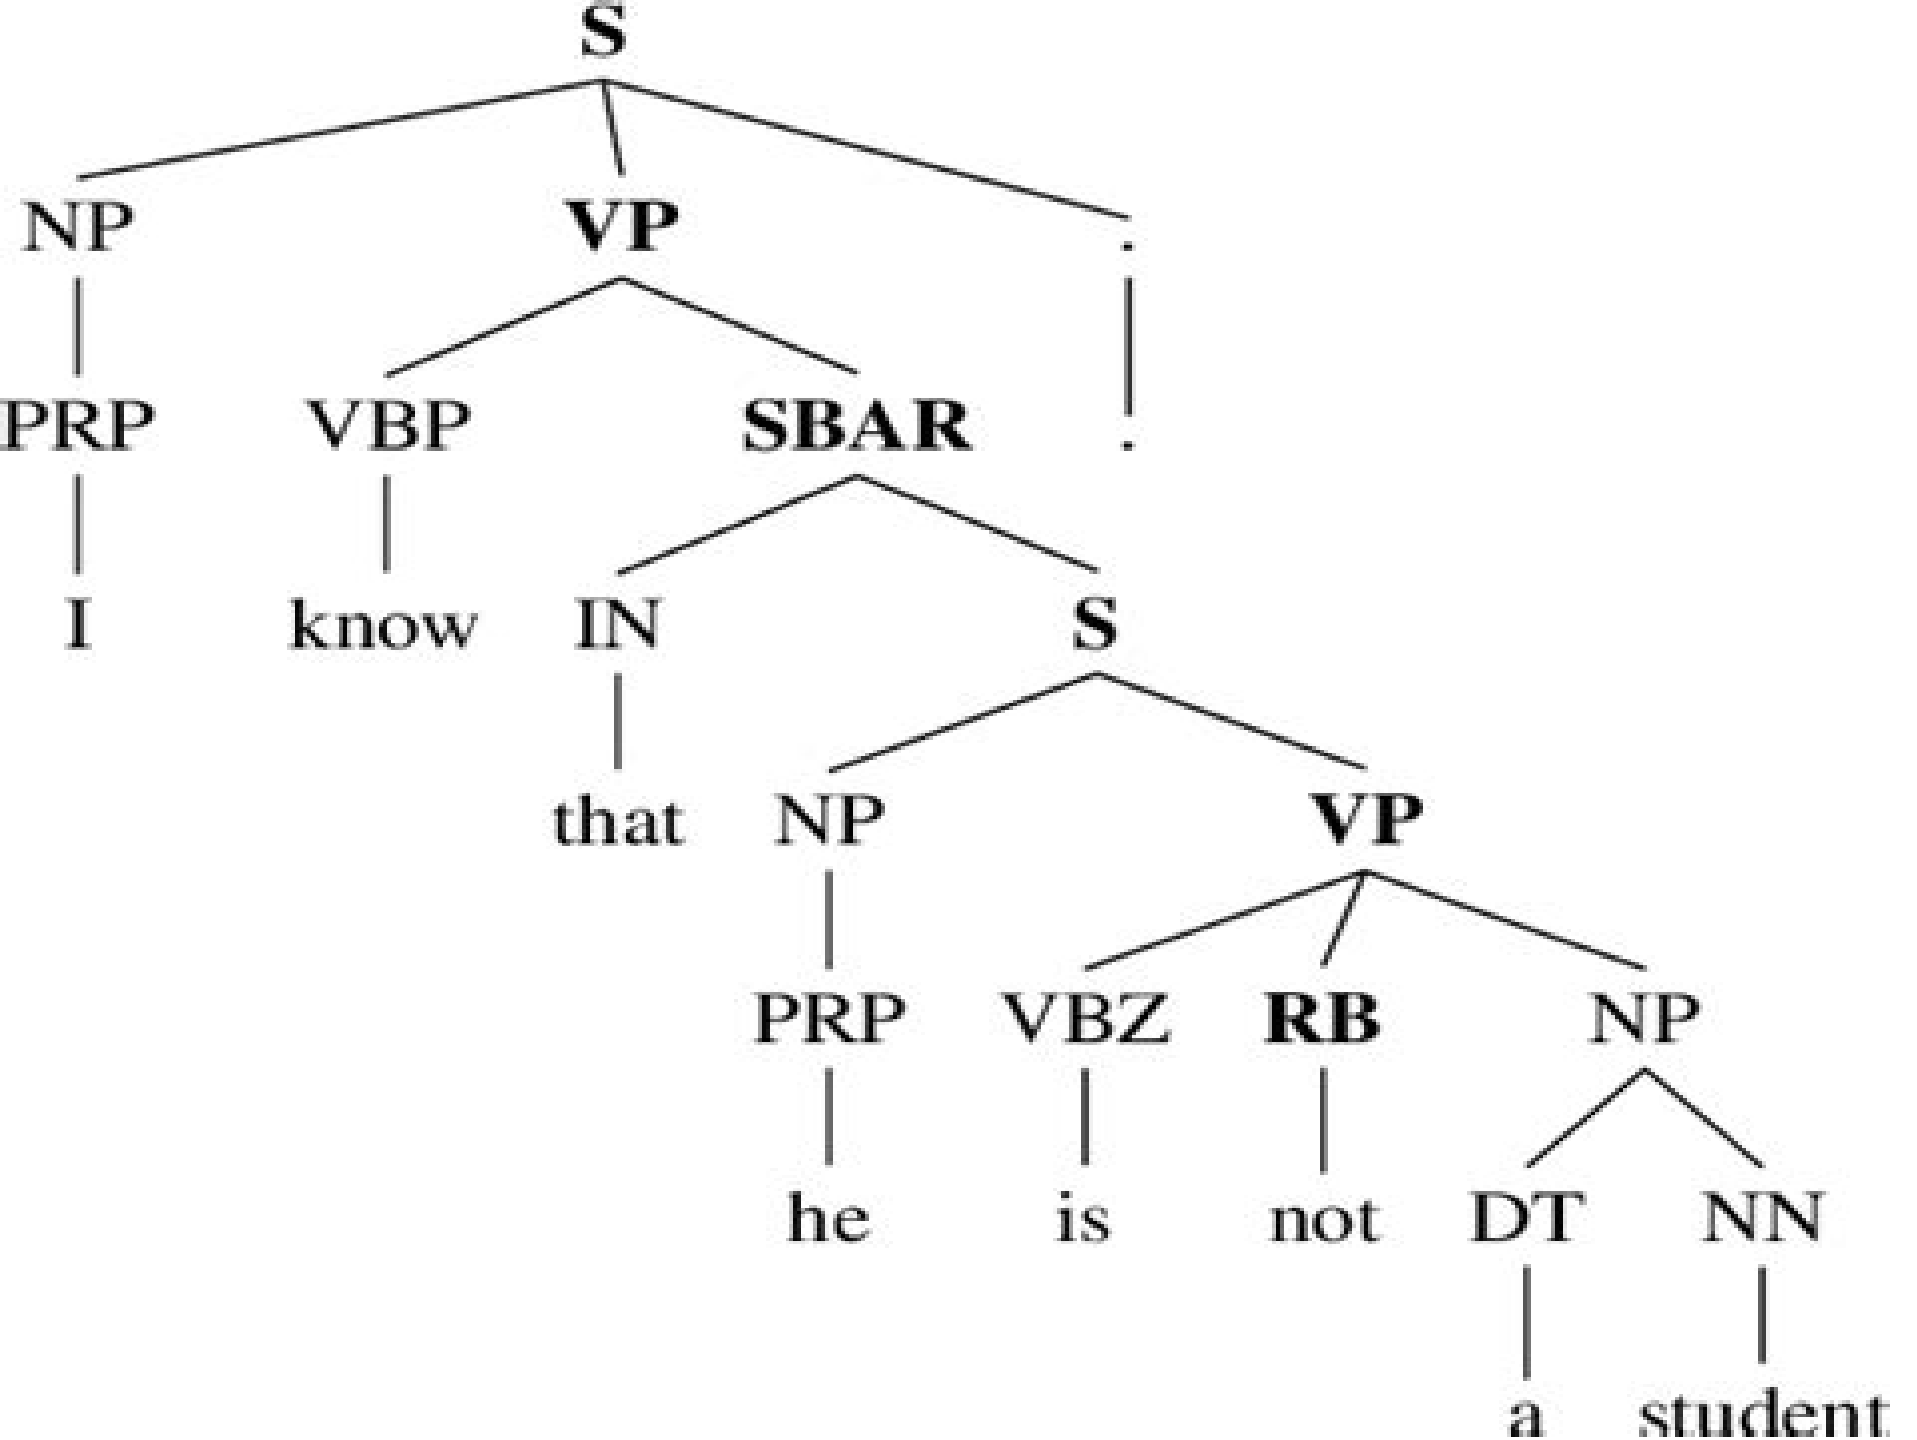 S
NP VP .
PRP VBP SBAR .
I know IN S
that NP VP
PRP VBZ RB NP
he is not DT NN
a student